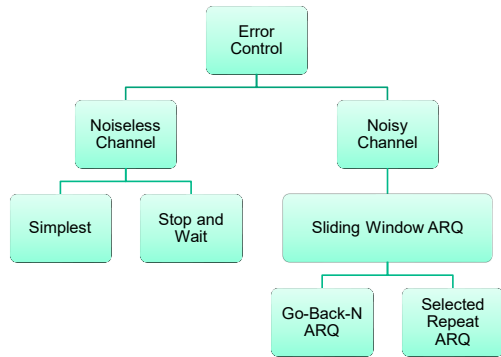 Error
Control
Noiseless
Channel
Noisy
Channel
Simplest
Stop and
Wait
Sliding Window ARQ
Go-Back-N
ARQ
Selected
Repeat
ARQ